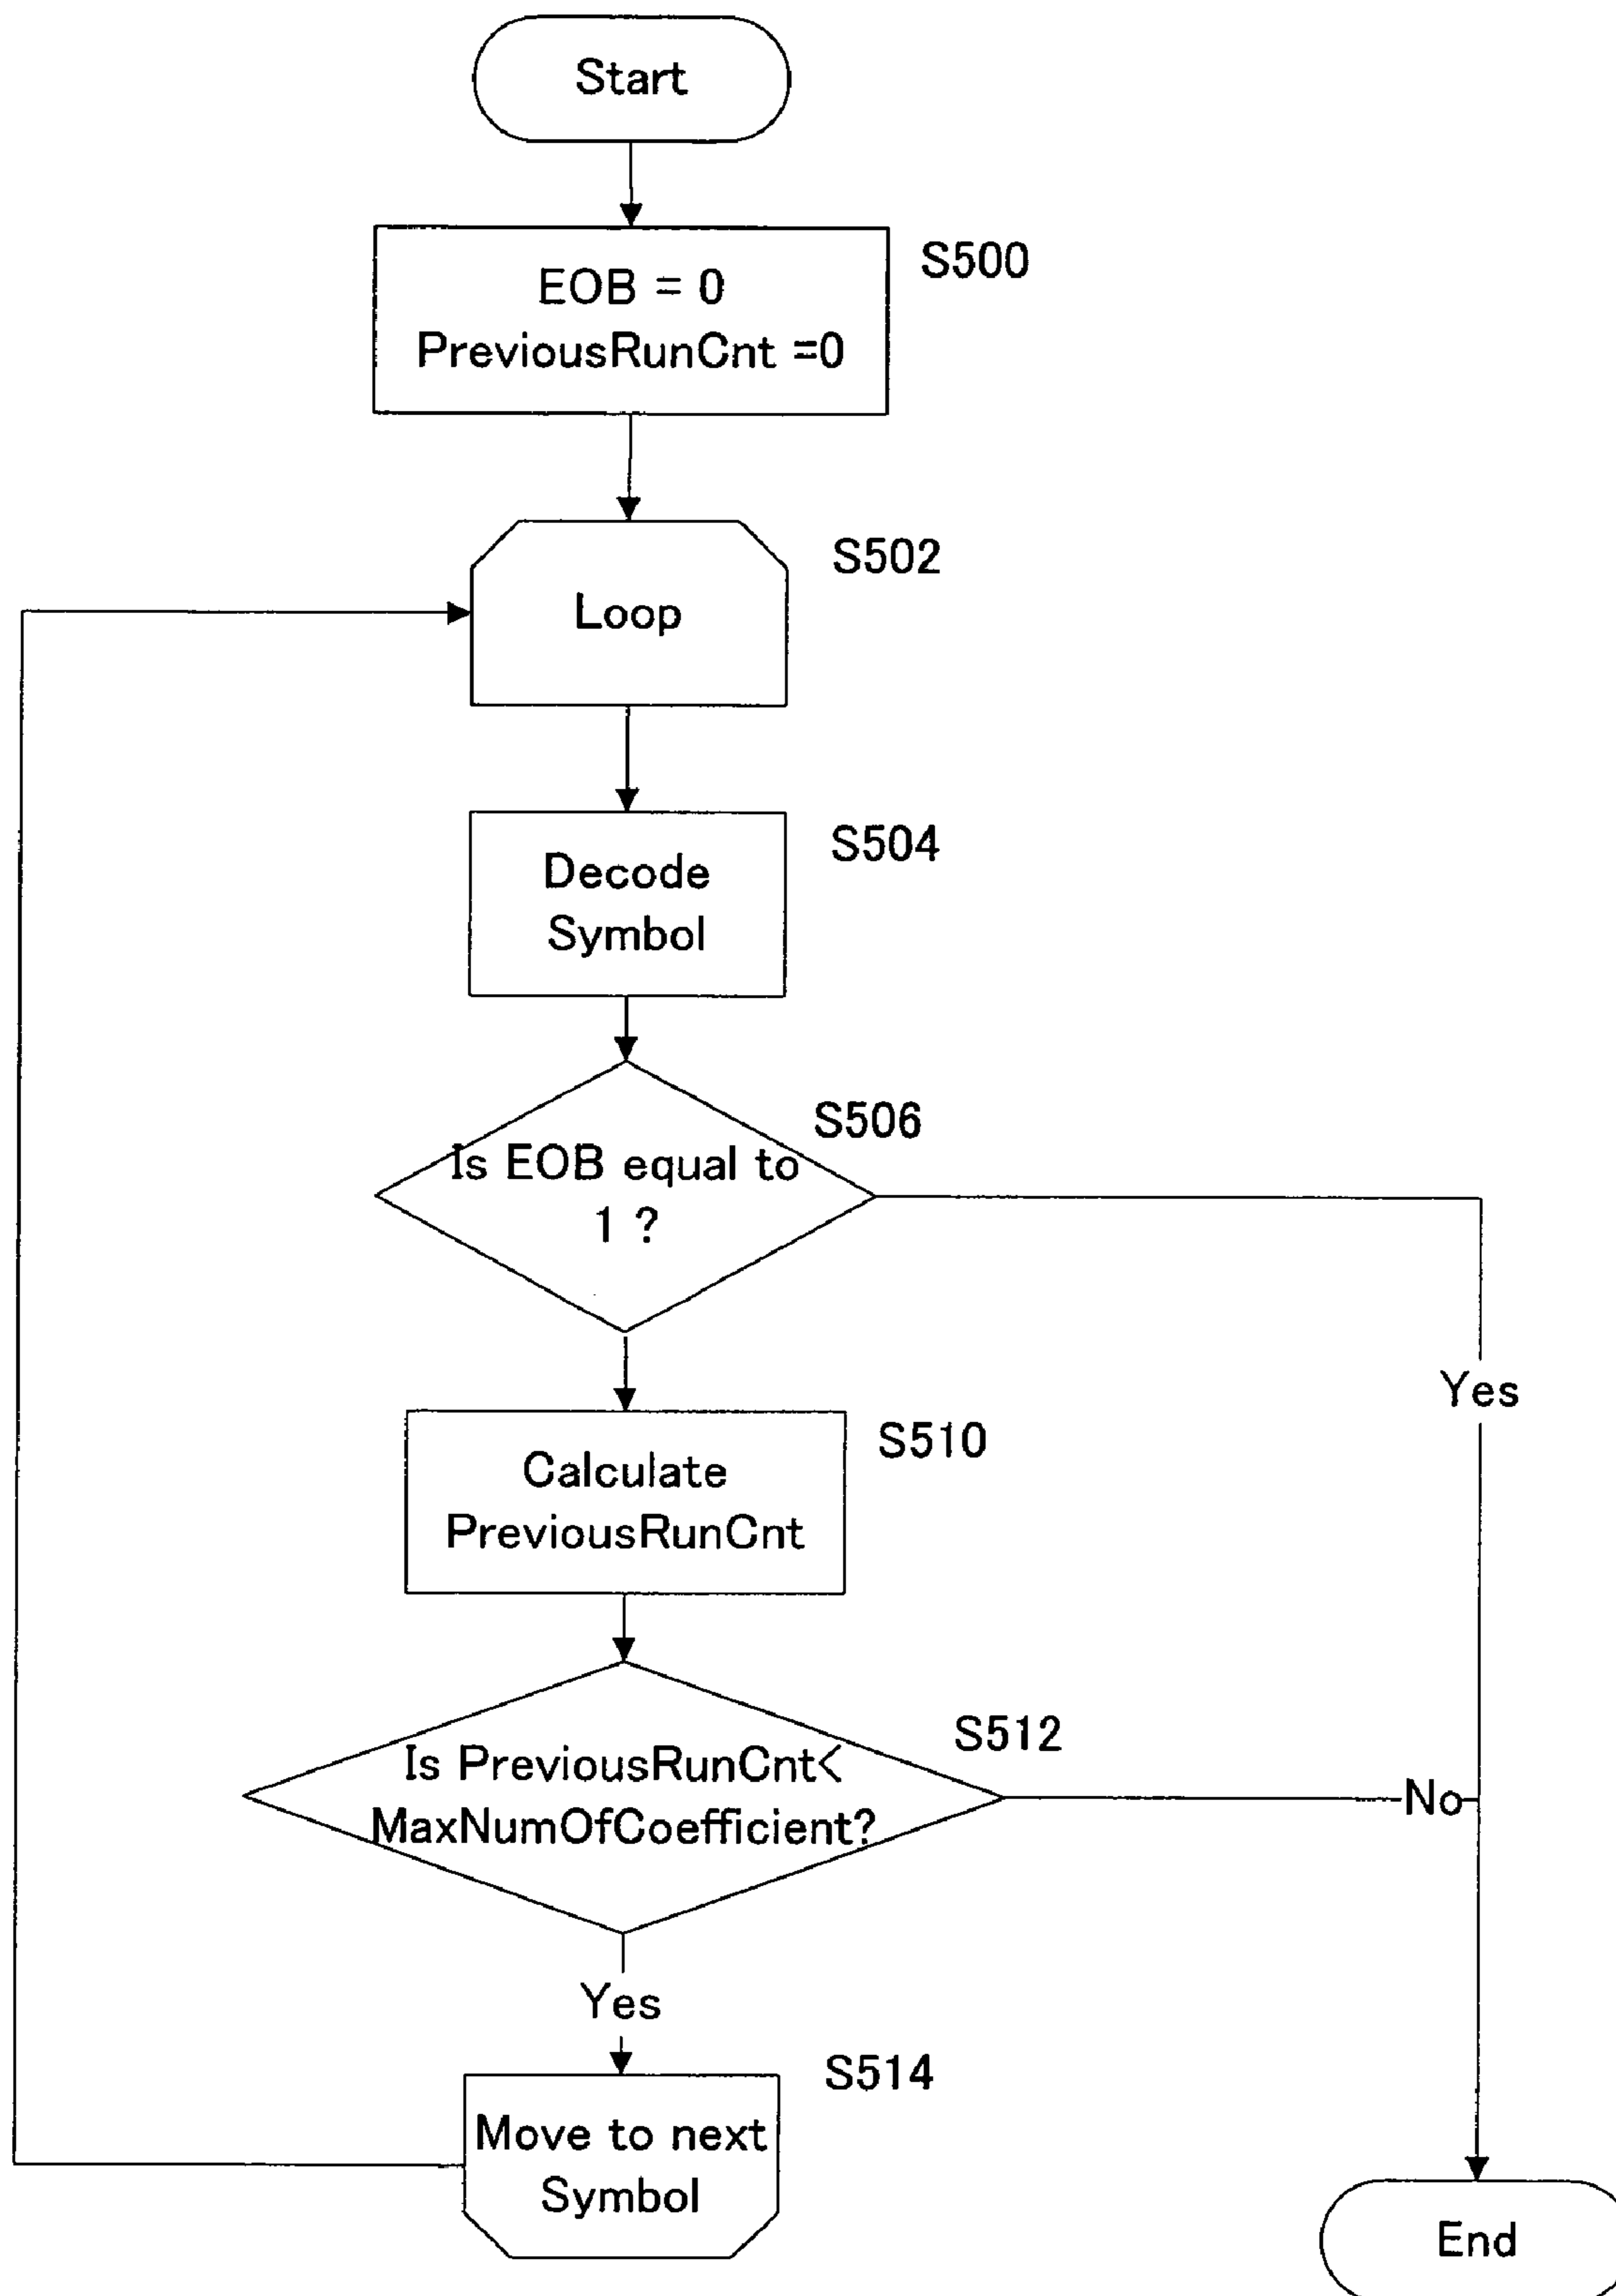 Start
S500
EOB = 0
PreviousRunCnt =0
S502
Loop
S504
Decode
Symbol
S506
Is EOB equal to
1 ?
Yes
S510
Calculate
PreviousRunCnt
S512
Is PreviousRunCnt<
MaxNumOfCoefficient?
No
Yes
S514
Move to next
Symbol
End